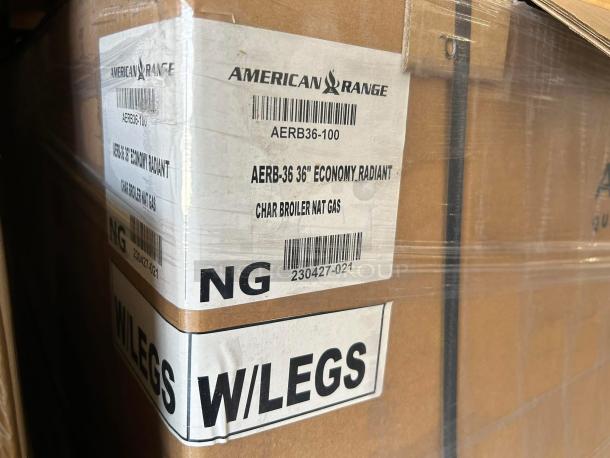 AMERICAN RANGE
AERB36-100
AERB-36 36" ECONOMY RADIANT
CHAR BROILER NAT GAS
NG
230427-021
W/LEGS
AMERICAN RANGE
AERB36-100
AERB-36 36" ECONOMY RADIANT
CHAR BROILER NAT GAS
NG
230427-021
W/LEGS